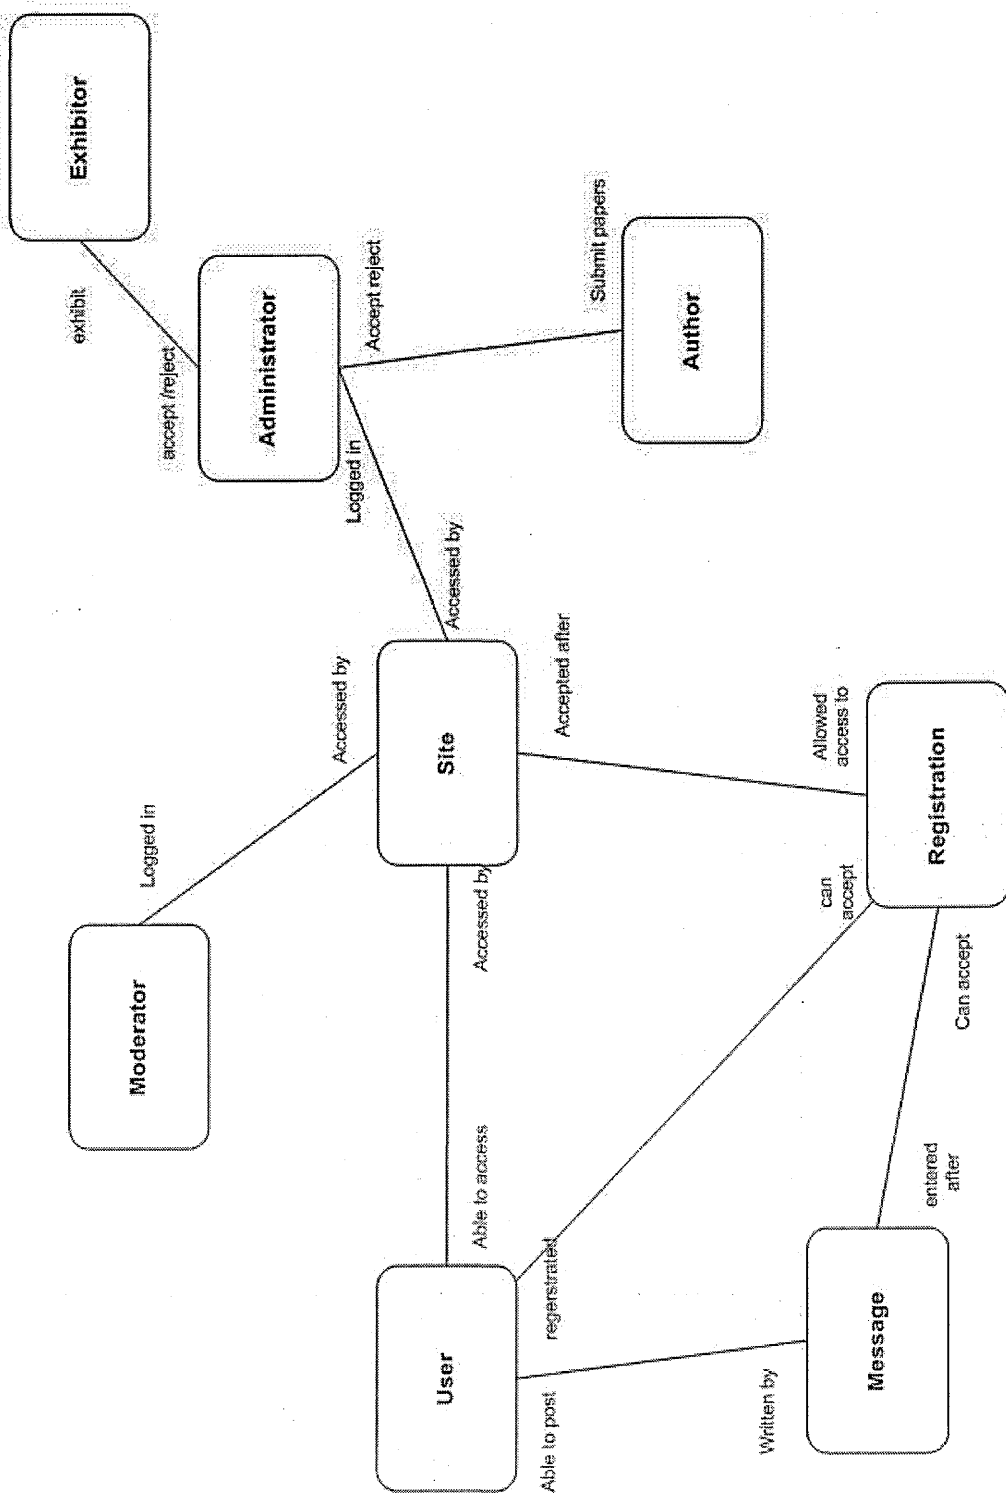 exhibit
Exhibitor
Moderator
Logged in
accept /reject
Administrator
Accessed by
Logged in
Accept reject
User
Site
Accessed by
Able to access
Accessed by
Able to post
regerstrated
Accepted after
Submit papers
Author
Written by
can
accept
Allowed
access to
Message
entered
after
Registration
Can accept